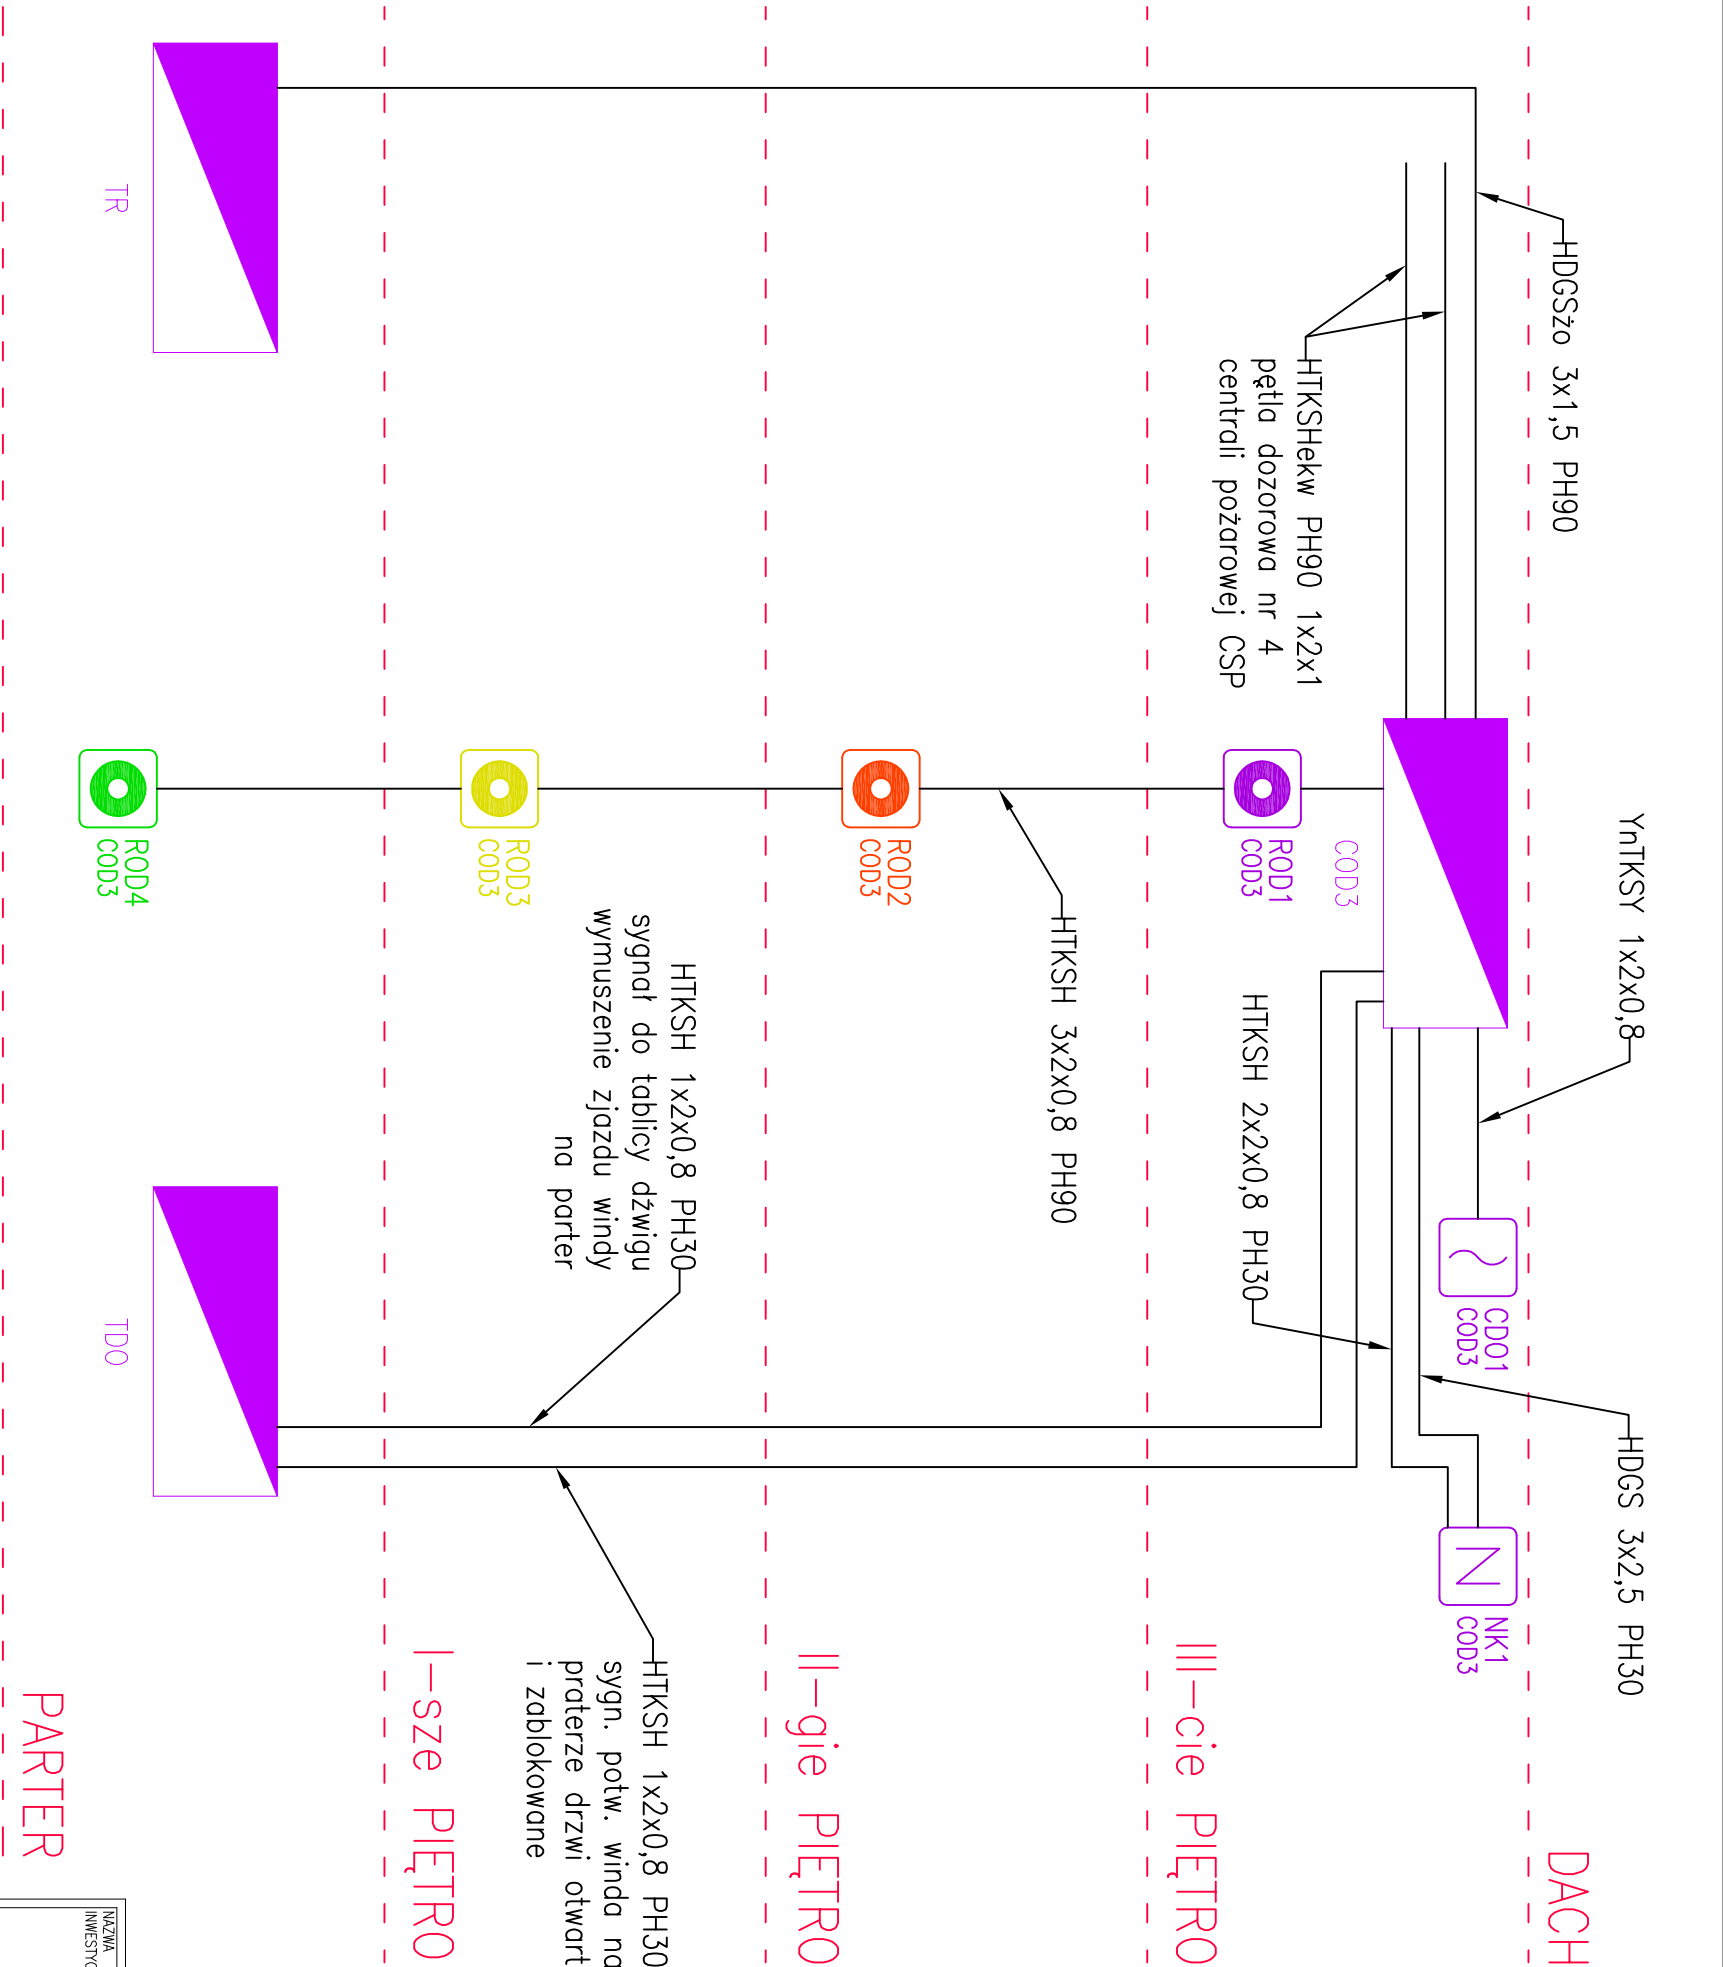 YnTKSY 1x2x0,8
HDGS 3x2,5 PH30
DACH
HDGSżo 3x1,5 PH90
CDO1
COD3
NK1
COD3
COD3
HTKSHekw PH90 1x2x1
pętla dozorowa nr 4
centrali pożarowej CSP
ROD1
COD3
HTKSH 2x2x0,8 PH30
III-cie PIĘTRO
HTKSH 3x2x0,8 PH90
ROD2
COD3
II-gie PIĘTRO
HTKSH 1x2x0,8 PH30
sygnał do tablicy dźwigu
wymuszenie zjazdu windy
na parter
HTKSH 1x2x0,8 PH30
sygn. potw. winda na
praterze drzwi otwart
i zablokowane
ROD3
COD3
I-sze PIĘTRO
ROD4
COD3
TR
TDO
PARTER
NAZWA
INWESTYC